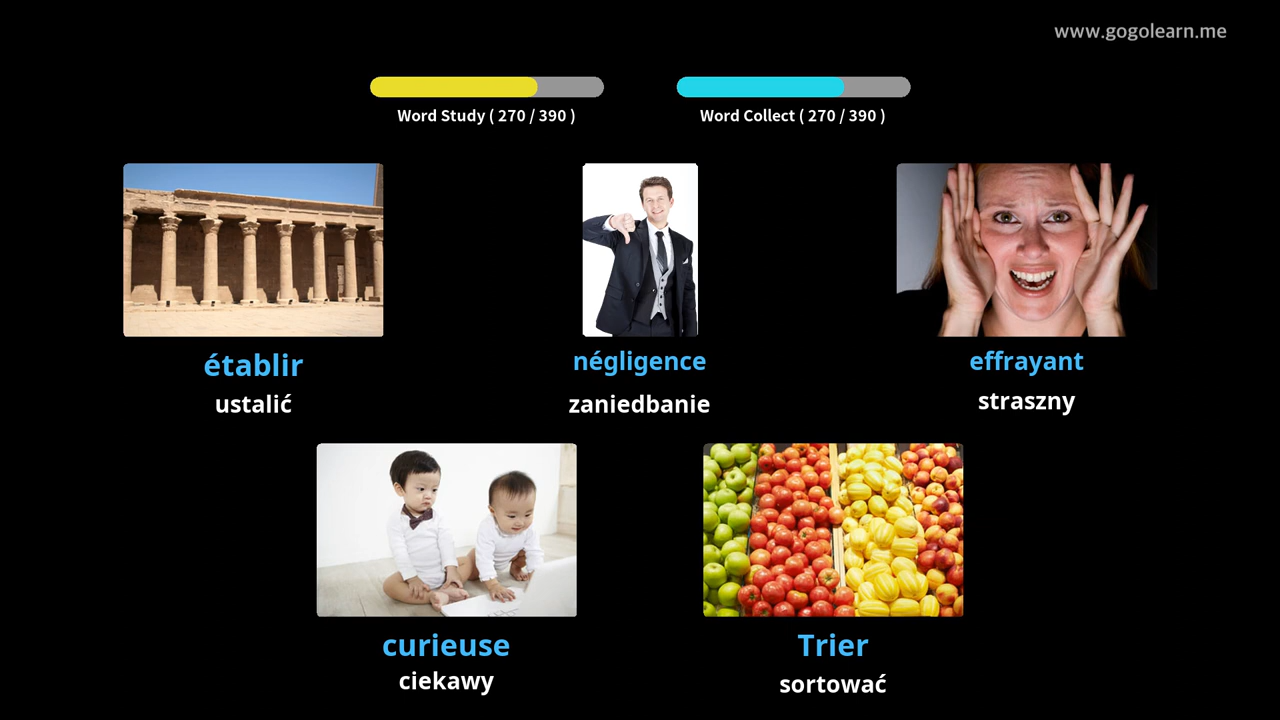 www.gogolearn.me
Word Study ( 270 / 390 )
Word Collect ( 270 / 390 )
établir
négligence
effrayant
ustalić
zaniedbanie
straszny
curieuse
Trier
ciekawy
sortować